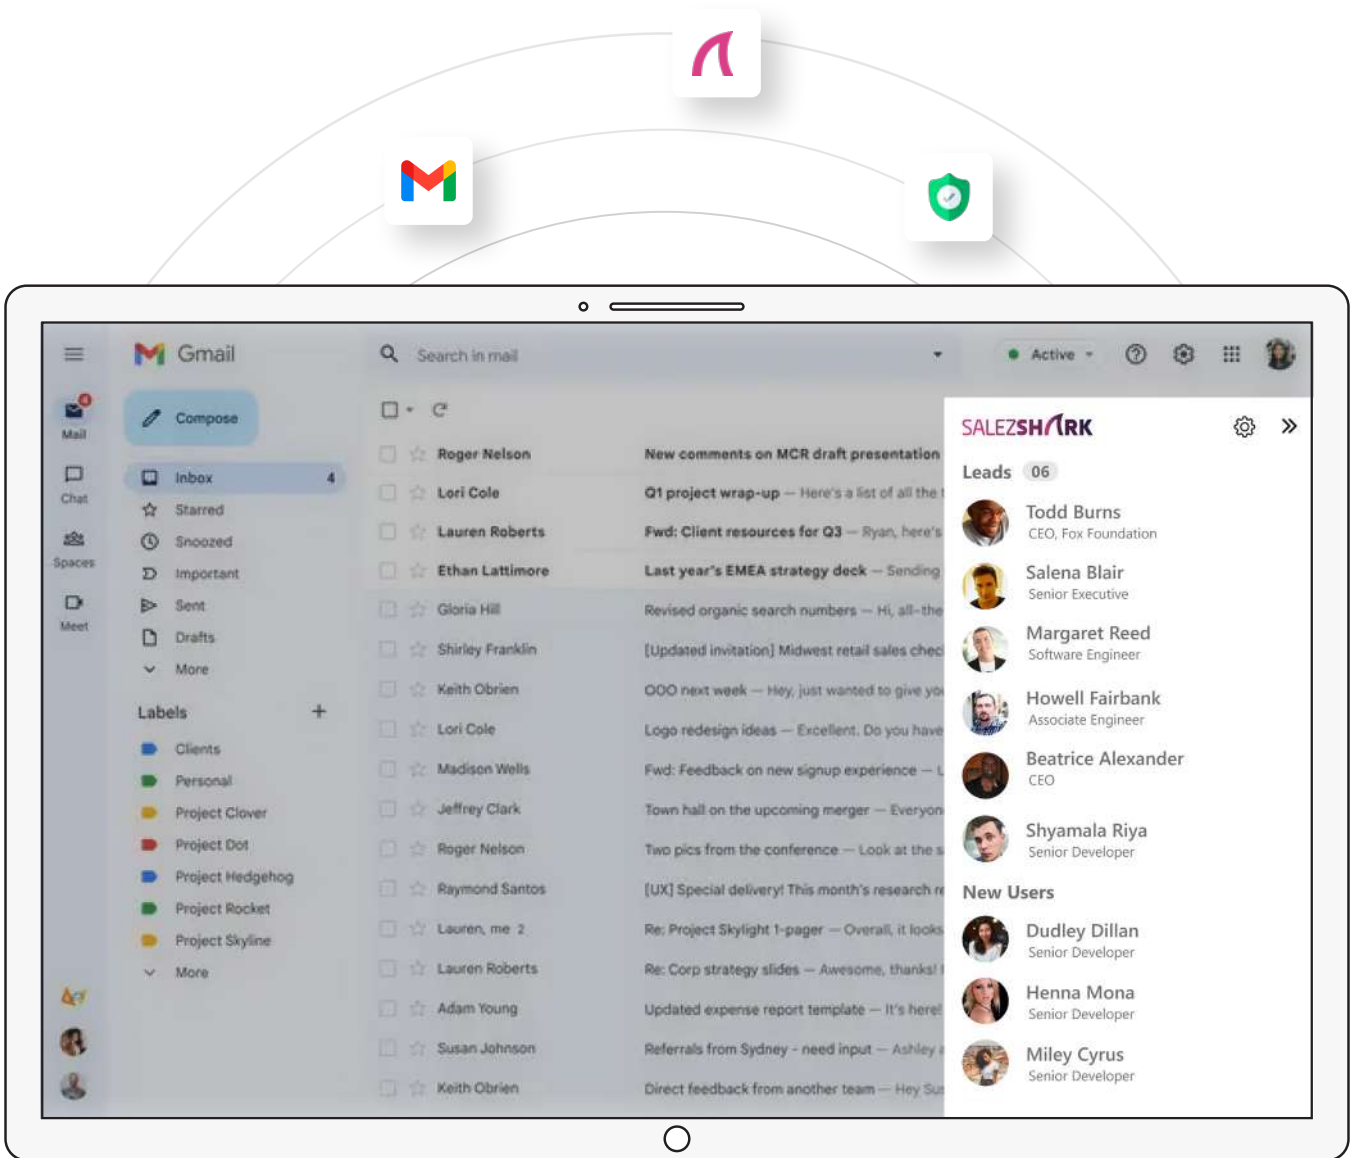 Gmail
Search in mail
Active
4
Mail
Compose
Chat
Spaces
Meet
Inbox 4
Starred
Snoozed
Important
Sent
Drafts
More
Labels
Clients
Personal
Project Clover
Project Dot
Project Hedgehog
Project Rocket
Project Skyline
More
Roger Nelson New comments on MCR draft presentation
Lori Cole Q1 project wrap-up — Here's a list of all the
Lauren Roberts Fwd: Client resources for Q3 — Ryan, here's
Ethan Lattimore Last year's EMEA strategy deck — Sending
Gloria Hill Revised organic search numbers — Hi, all–the
Shirley Franklin [Updated invitation] Midwest retail sales chec
Keith Obrien OOO next week — Hey, just wanted to give yo
Lori Cole Logo redesign ideas — Excellent. Do you have
Madison Wells Fwd: Feedback on new signup experience — L
Jeffrey Clark Town hall on the upcoming merger — Everyon
Roger Nelson Two pics from the conference — Look at the s
Raymond Santos [UX] Special delivery! This month's research re
Lauren, me 2 Re: Project Skylight 1-pager — Overall, it looks
Lauren Roberts Re: Corp strategy slides — Awesome, thanks!
Adam Young Updated expense report template — It's here!
Susan Johnson Referrals from Sydney - need input — Ashley
Keith Obrien Direct feedback from another team — Hey Sus
SALEZSHARK
Leads 06
Todd Burns
CEO, Fox Foundation
Salena Blair
Senior Executive
Margaret Reed
Software Engineer
Howell Fairbank
Associate Engineer
Beatrice Alexander
CEO
Shyamala Riya
Senior Developer
New Users
Dudley Dillan
Senior Developer
Henna Mona
Senior Developer
Miley Cyrus
Senior Developer